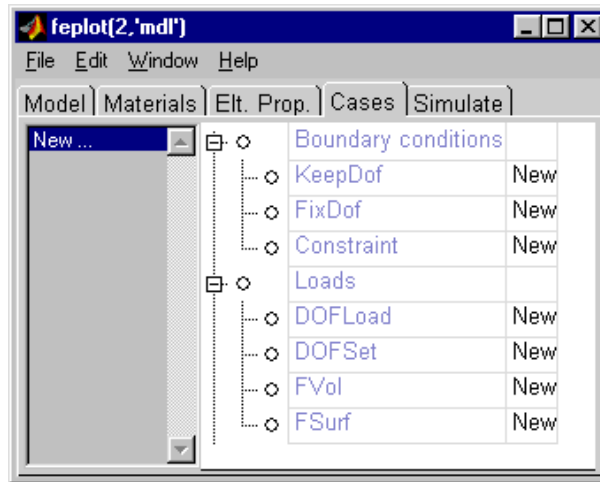 feplot(2,'mdl')
File Edit Window Help
Model Materials Elt. Prop. Cases Simulate
New ... Boundary conditions
KeepDof New
FixDof New
Constraint New
Loads
DOFLoad New
DOFSet New
FVol New
FSurf New